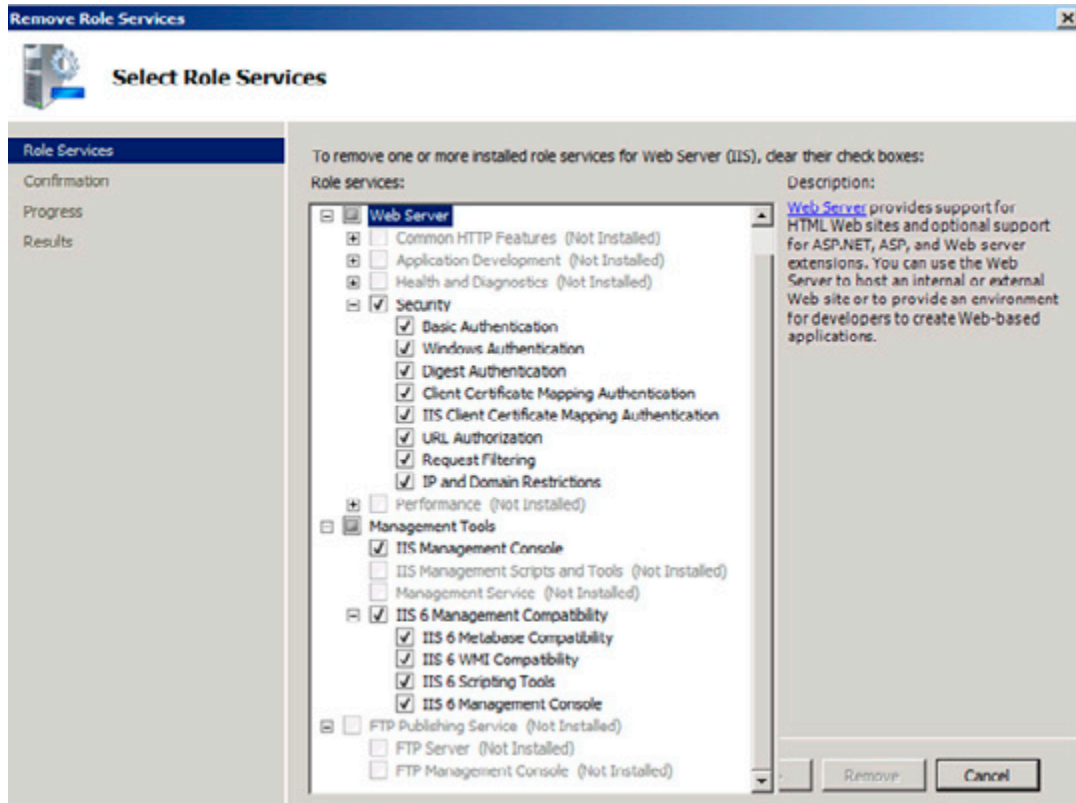 Remove Role Services
Select Role Services
Role Services
Confirmation
Progress
Results
To remove one or more installed role services for Web Server (IIS), clear their check boxes:
Role services:
Web Server
Common HTTP Features (Not Installed)
Application Development (Not Installed)
Health and Diagnostics (Not Installed)
Security
Basic Authentication
Windows Authentication
Digest Authentication
Client Certificate Mapping Authentication
IIS Client Certificate Mapping Authentication
URL Authorization
Request Filtering
IP and Domain Restrictions
Performance (Not Installed)
Management Tools
IIS Management Console
IIS Management Scripts and Tools (Not Installed)
Management Service (Not Installed)
IIS 6 Management Compatibility
IIS 6 Metabase Compatibility
IIS 6 WMI Compatibility
IIS 6 Scripting Tools
IIS 6 Management Console
FTP Publishing Service (Not Installed)
FTP Server (Not Installed)
FTP Management Console (Not Installed)
Description:
Web Server provides support for
HTML Web sites and optional support
for ASP.NET, ASP, and Web server
extensions. You can use the Web
Server to host an internal or external
Web site or to provide an environment
for developers to create Web-based
applications.
Remove
Cancel